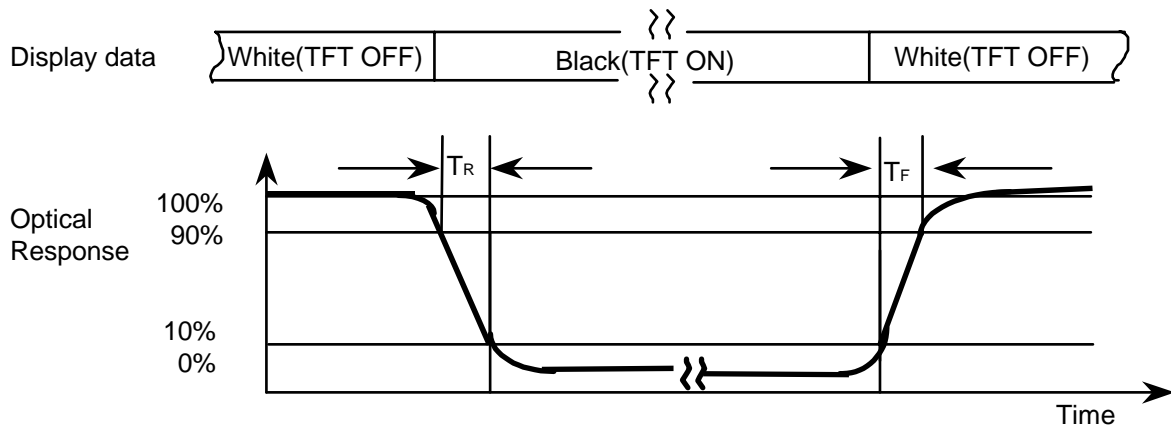 Display data
White(TFT OFF)
Black(TFT ON)
White(TFT OFF)
TR
TF
Optical
Response
100%
90%
10%
0%
Time